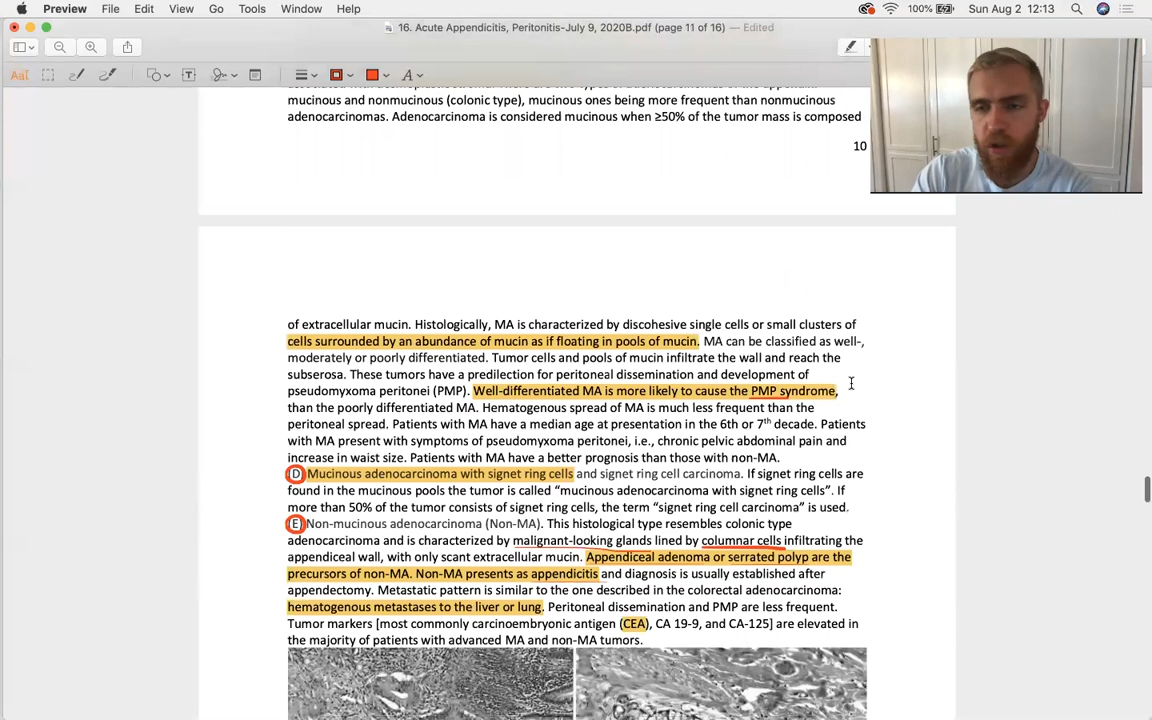 Preview File Edit View Go Tools Window Help 100% Sun Aug 2 12:13
16. Acute Appendicitis, Peritonitis-July 9, 2020B.pdf (page 11 of 16) — Edited
mucinous and nonmucinous (colonic type), mucinous ones being more frequent than nonmucinous
adenocarcinomas. Adenocarcinoma is considered mucinous when ≥50% of the tumor mass is composed
10
of extracellular mucin. Histologically, MA is characterized by discohesive single cells or small clusters of
cells surrounded by an abundance of mucin as if floating in pools of mucin. MA can be classified as well-,
moderately or poorly differentiated. Tumor cells and pools of mucin infiltrate the wall and reach the
subserosa. These tumors have a predilection for peritoneal dissemination and development of
pseudomyxoma peritonei (PMP). Well-differentiated MA is more likely to cause the PMP syndrome,
than the poorly differentiated MA. Hematogenous spread of MA is much less frequent than the
peritoneal spread. Patients with MA have a median age at presentation in the 6th or 7th decade. Patients
with MA present with symptoms of pseudomyxoma peritonei, i.e., chronic pelvic abdominal pain and
increase in waist size. Patients with MA have a better prognosis than those with non-MA.
(D) Mucinous adenocarcinoma with signet ring cells and signet ring cell carcinoma. If signet ring cells are
found in the mucinous pools the tumor is called “mucinous adenocarcinoma with signet ring cells”. If
more than 50% of the tumor consists of signet ring cells, the term “signet ring cell carcinoma” is used.
(E) Non-mucinous adenocarcinoma (Non-MA). This histological type resembles colonic type
adenocarcinoma and is characterized by malignant-looking glands lined by columnar cells infiltrating the
appendiceal wall, with only scant extracellular mucin. Appendiceal adenoma or serrated polyp are the
precursors of non-MA. Non-MA presents as appendicitis and diagnosis is usually established after
appendectomy. Metastatic pattern is similar to the one described in the colorectal adenocarcinoma:
hematogenous metastases to the liver or lung. Peritoneal dissemination and PMP are less frequent.
Tumor markers [most commonly carcinoembryonic antigen (CEA), CA 19-9, and CA-125] are elevated in
the majority of patients with advanced MA and non-MA tumors.